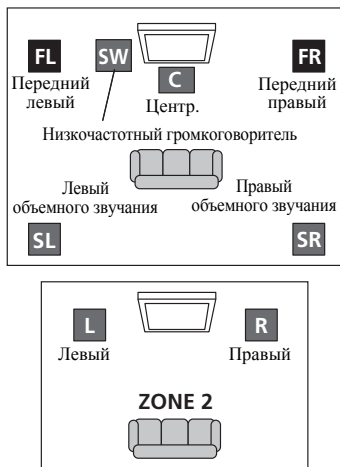 FL SW FR
C
Передний левый
Центр.
Передний правый
Низкочастотный громкоговоритель
Левый объемного звучания
Правый объемного звучания
SL SR
L R
Левый Правый
ZONE 2